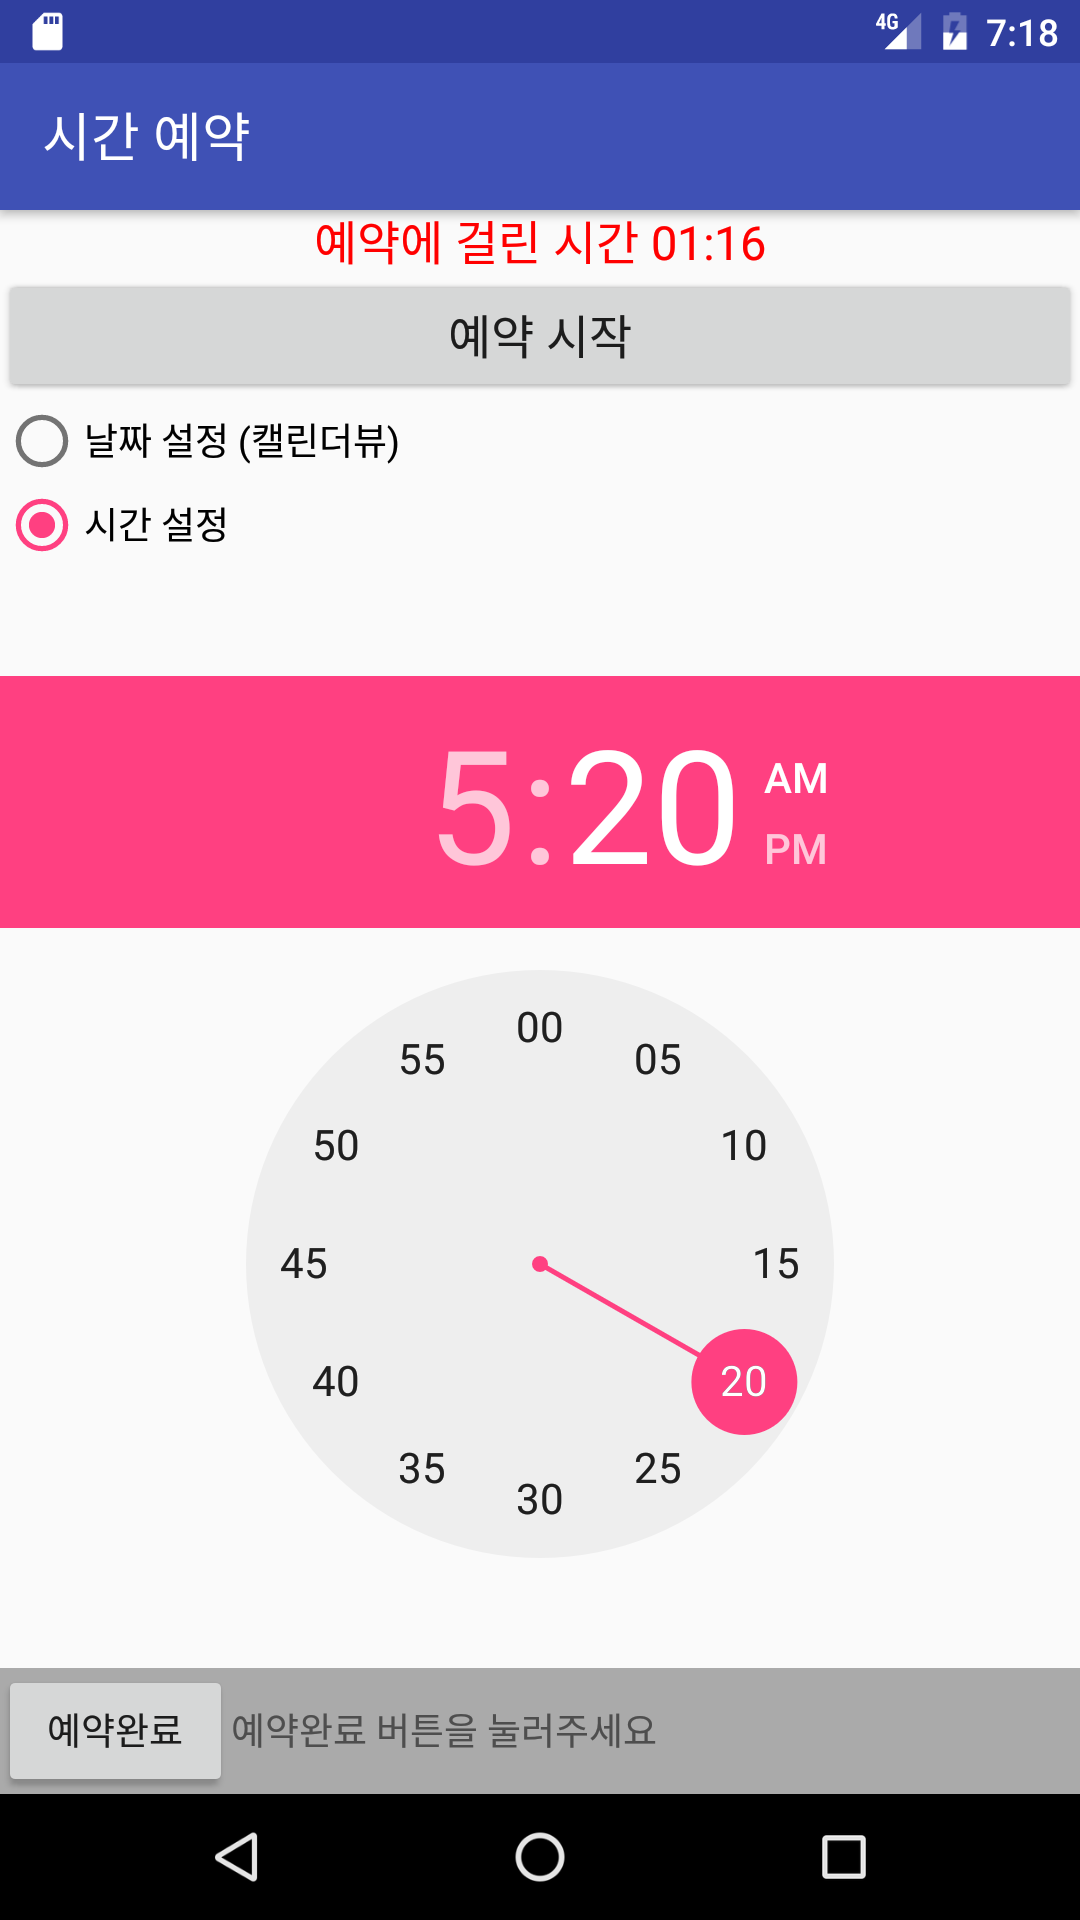 4G 7:18
시간 예약
예약에 걸린 시간 01:16
예약 시작
날짜 설정 (캘린더뷰)
시간 설정
5:20 AM
PM
00
55 05
50 10
45 15
40 20
35 25
30
예약완료 예약완료 버튼을 눌러주세요